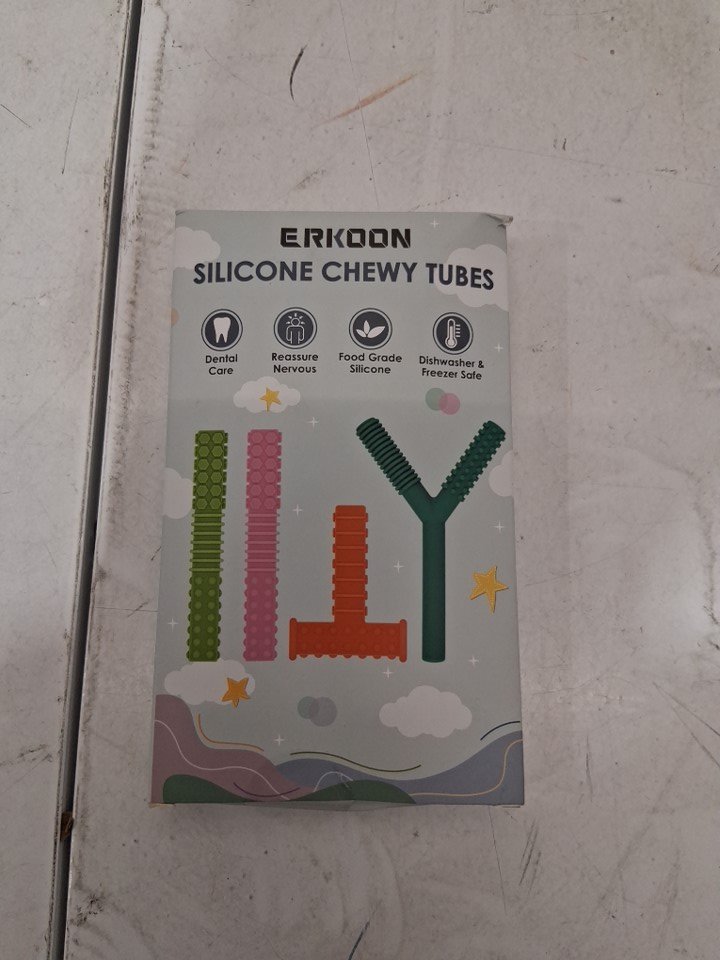 ERKOON
SILICONE CHEWY TUBES
Dental
Care
Reassure
Nervous
Food Grade
Silicone
Dishwasher &
Freezer Safe